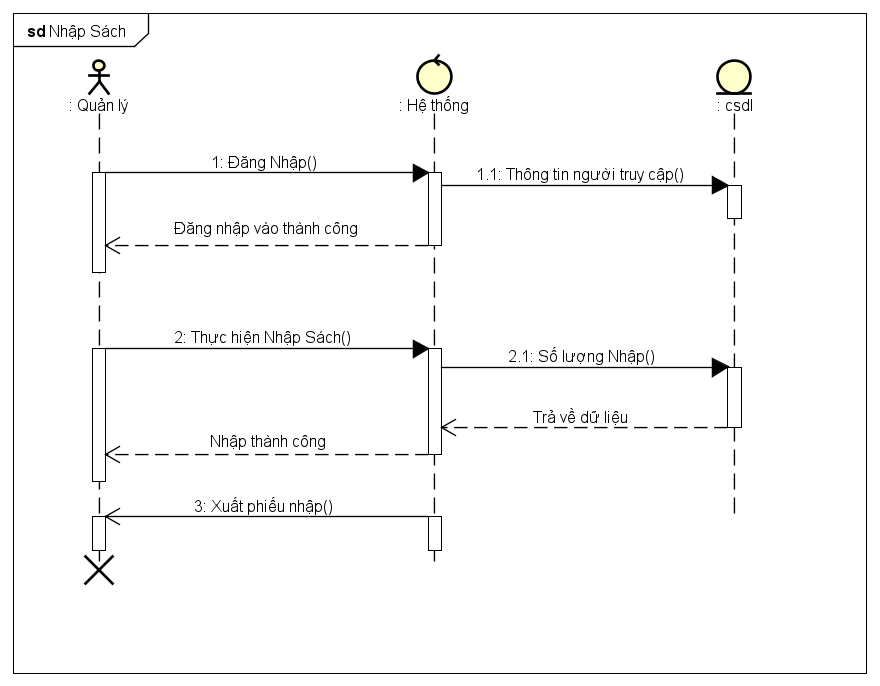 sd Nhập Sách
: Quản lý
: Hệ thống
: csdl
1: Đăng Nhập()
1.1: Thông tin người truy cập()
Đăng nhập vào thành công
2: Thực hiện Nhập Sách()
2.1: Số lượng Nhập()
Trả về dữ liệu
Nhập thành công
3: Xuất phiếu nhập()